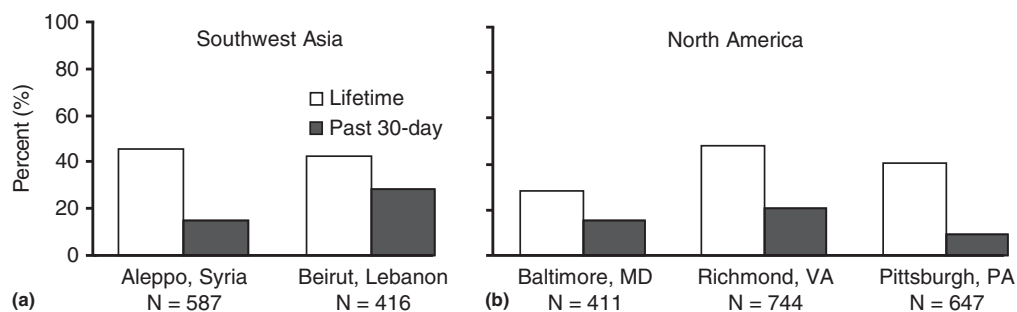 Percent (%)
100
80
60
40
20
0
Southwest Asia
Lifetime
Past 30-day
Aleppo, Syria
N = 587
Beirut, Lebanon
N = 416
(a)
North America
Baltimore, MD
N = 411
Richmond, VA
N = 744
Pittsburgh, PA
N = 647
(b)